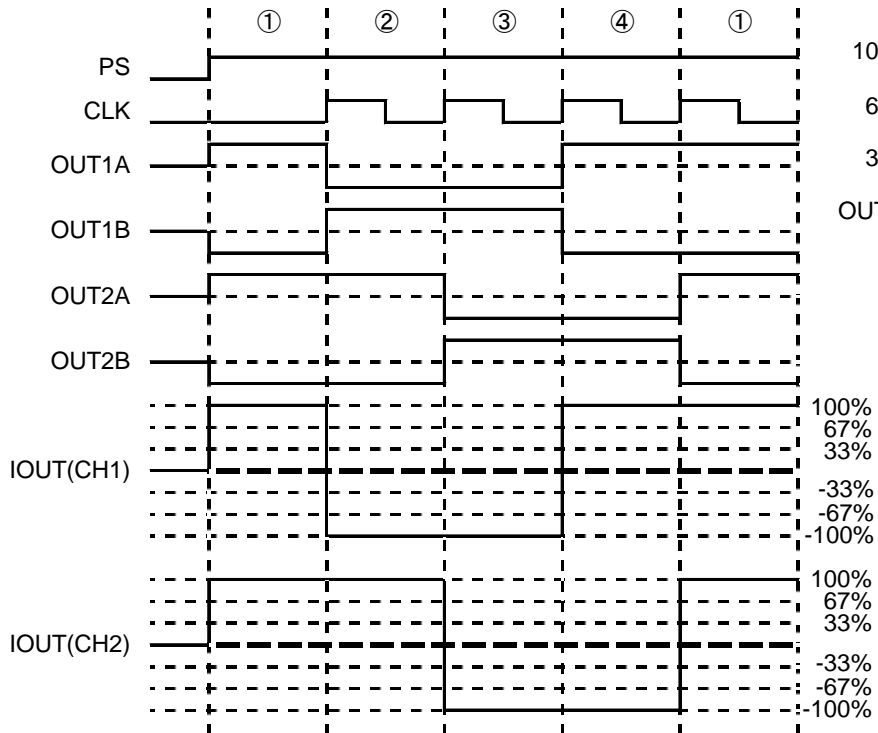 ① ② ③ ④ ①
PS
10
CLK
6
OUT1A
3
OUT
OUT1B
OUT2A
OUT2B
100%
67%
33%
IOUT(CH1)
-33%
-67%
-100%
100%
67%
33%
IOUT(CH2)
-33%
-67%
-100%